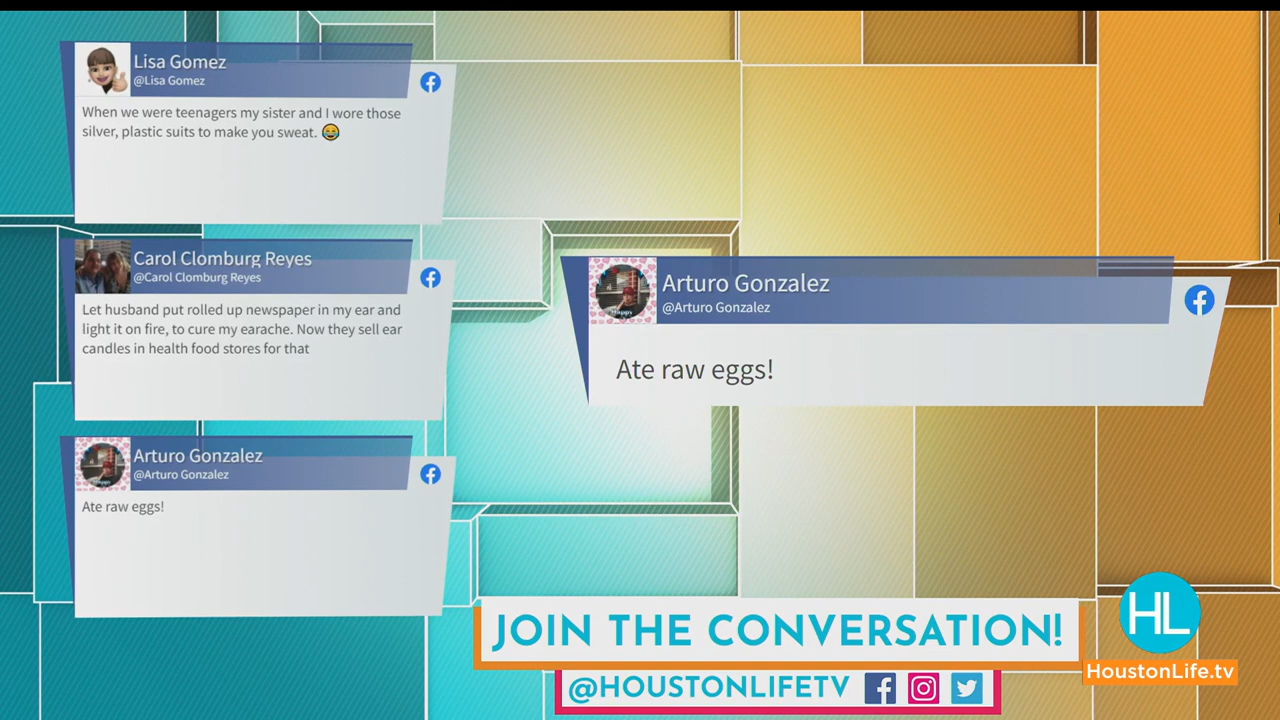 Lisa Gomez
@Lisa Gomez
When we were teenagers my sister and I wore those
silver, plastic suits to make you sweat. 😂
Carol Clomburg Reyes
@Carol Clomburg Reyes
Let husband put rolled up newspaper in my ear and
light it on fire, to cure my earache. Now they sell ear
candles in health food stores for that
Arturo Gonzalez
@Arturo Gonzalez
Ate raw eggs!
Arturo Gonzalez
@Arturo Gonzalez
Ate raw eggs!
JOIN THE CONVERSATION!
@HOUSTONLIFETV
HL
HoustonLife.tv